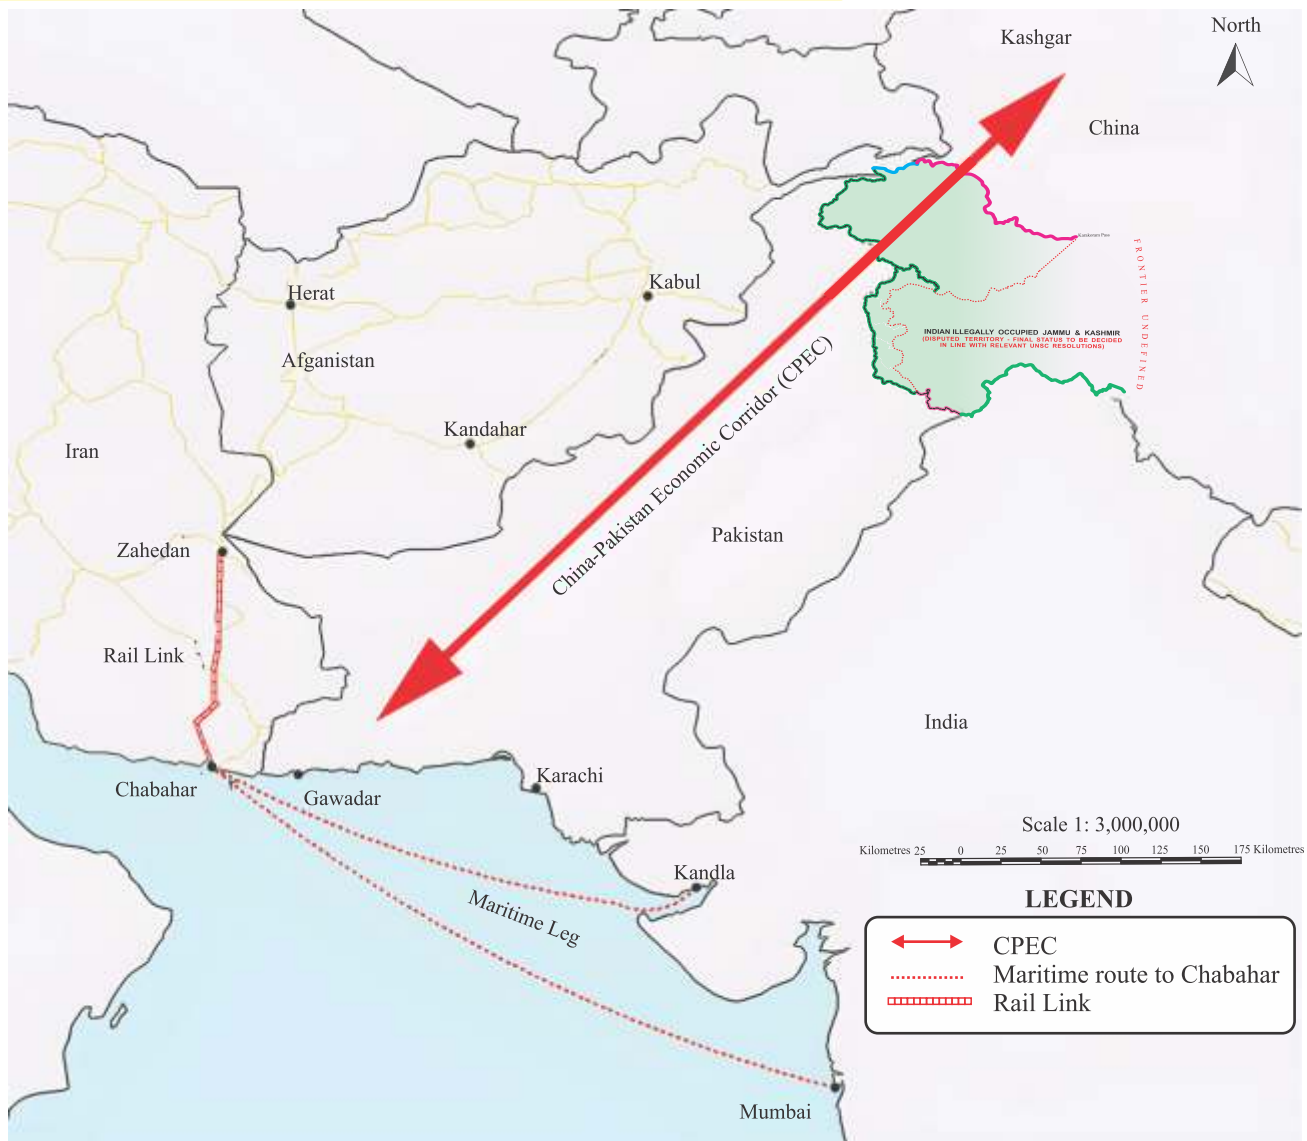 North
Kashgar
China
Karakoram Pass
FRONTIER UNDEFINED
Herat
Kabul
INDIAN ILLEGALLY OCCUPIED JAMMU & KASHMIR
(DISPUTED TERRITORY - FINAL STATUS TO BE DECIDED
IN LINE WITH RELEVANT UNSC RESOLUTIONS)
Afganistan
Kandahar
Iran
China-Pakistan Economic Corridor (CPEC)
Pakistan
Zahedan
Rail Link
India
Chabahar
Gawadar
Karachi
Scale 1: 3,000,000
Kilometres 25 0 25 50 75 100 125 150 175 Kilometres
Kandla
Maritime Leg
LEGEND
CPEC
Maritime route to Chabahar
Rail Link
Mumbai